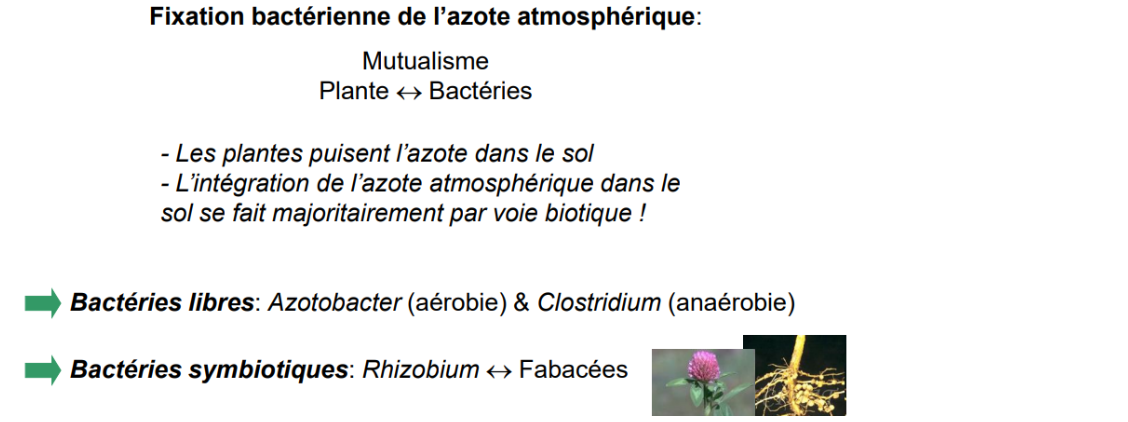 Fixation bactérienne de l’azote atmosphérique:
Mutualisme
Plante ↔ Bactéries
- Les plantes puisent l’azote dans le sol
- L’intégration de l’azote atmosphérique dans le
sol se fait majoritairement par voie biotique !
Bactéries libres: Azotobacter (aérobie) & Clostridium (anaérobie)
Bactéries symbiotiques: Rhizobium ↔ Fabacées